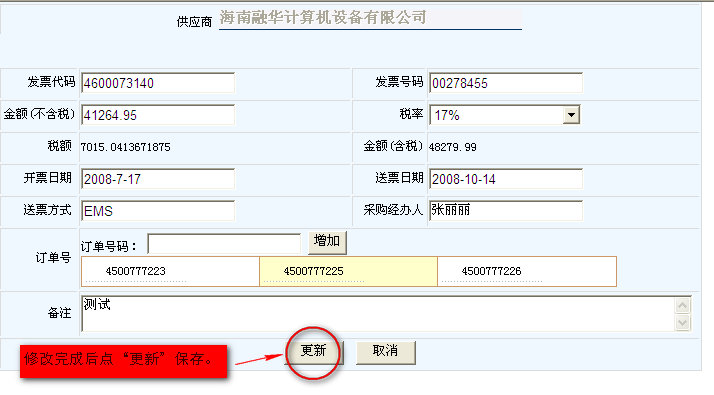 供应商 海南融华计算机设备有限公司
发票代码 4600073140 发票号码 00278455
金额(不含税) 41264.95 税率 17%
税额 7015.0413671875 金额(含税) 48279.99
开票日期 2008-7-17 送票日期 2008-10-14
送票方式 EMS 采购经办人 张丽丽
订单号 订单号码： 增加
4500777223 4500777225 4500777226
备注 测试
修改完成后点“更新”保存。 更新 取消